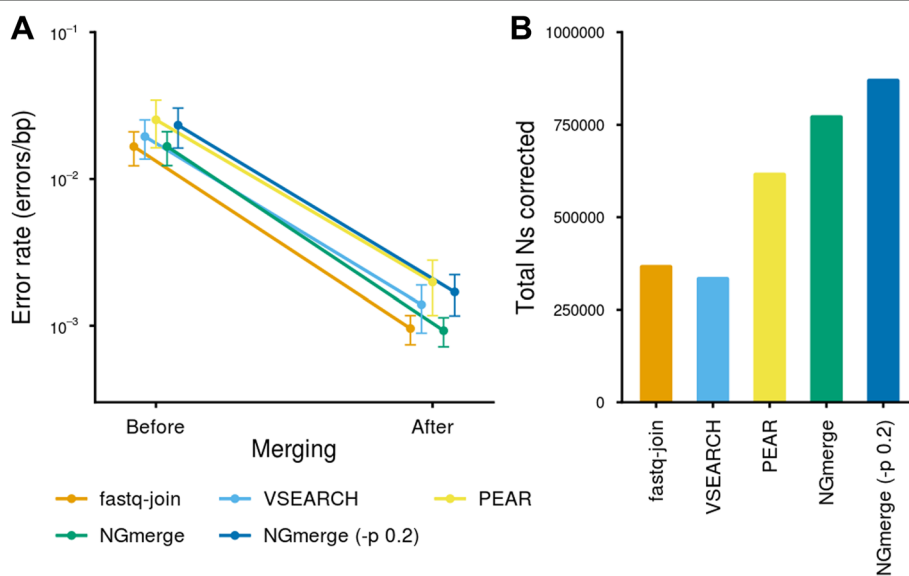 A
Error rate (errors/bp)
10⁻¹
10⁻²
10⁻³
Before
After
Merging
fastq-join
VSEARCH
PEAR
NGmerge
NGmerge (-p 0.2)
B
Total Ns corrected
1000000
750000
500000
250000
0
fastq-join
VSEARCH
PEAR
NGmerge
NGmerge (-p 0.2)